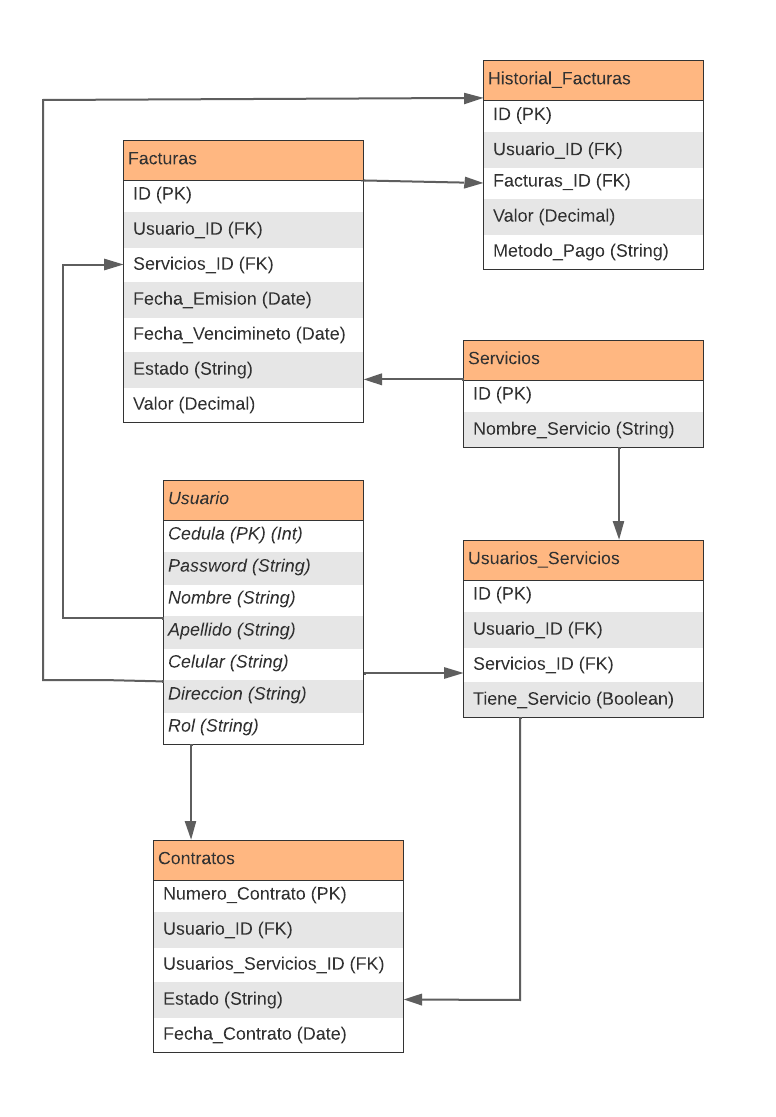 Historial_Facturas
ID (PK)
Usuario_ID (FK)
Facturas_ID (FK)
Valor (Decimal)
Metodo_Pago (String)
Facturas
ID (PK)
Usuario_ID (FK)
Servicios_ID (FK)
Fecha_Emision (Date)
Fecha_Vencimineto (Date)
Estado (String)
Valor (Decimal)
Servicios
ID (PK)
Nombre_Servicio (String)
Usuario
Cedula (PK) (Int)
Password (String)
Nombre (String)
Apellido (String)
Celular (String)
Direccion (String)
Rol (String)
Usuarios_Servicios
ID (PK)
Usuario_ID (FK)
Servicios_ID (FK)
Tiene_Servicio (Boolean)
Contratos
Numero_Contrato (PK)
Usuario_ID (FK)
Usuarios_Servicios_ID (FK)
Estado (String)
Fecha_Contrato (Date)